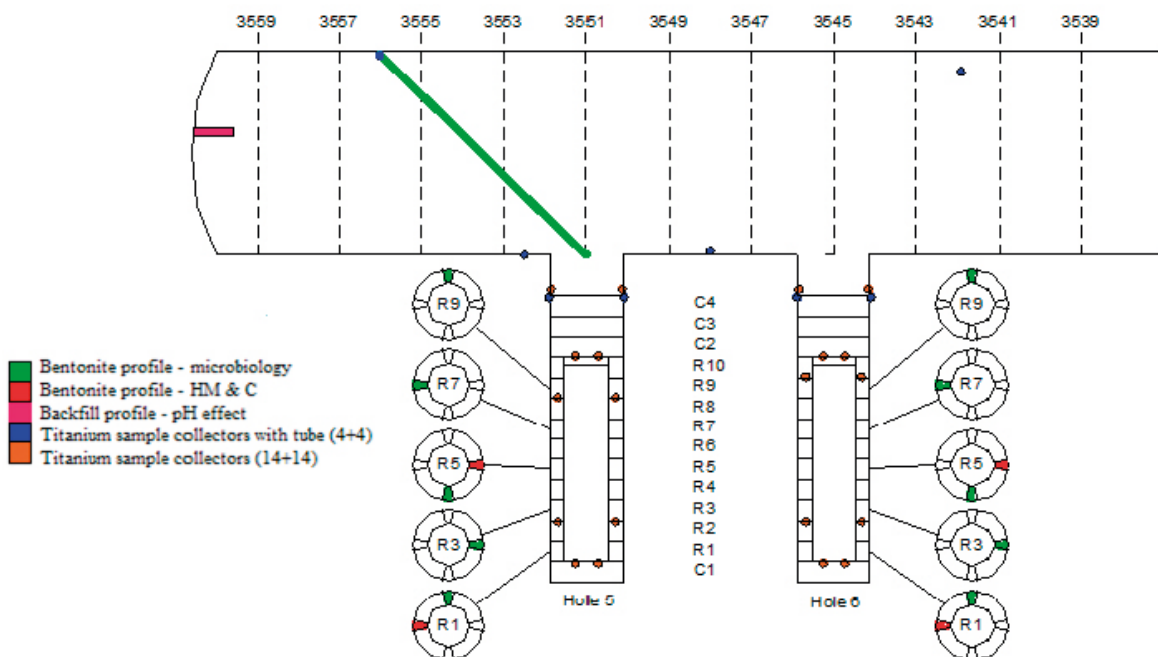 3559 3557 3555 3553 3551 3549 3547 3545 3543 3541 3539
R9 R9
C4
C3
C2
R10
R7 R9 R7
R8
R7
R6
R5 R5 R5
R4
R3
R3 R2 R3
R1
C1
Hole 5 Hole 6
R1 R1
Bentonite profile - microbiology
Bentonite profile - HM & C
Backfill profile - pH effect
Titanium sample collectors with tube (4+4)
Titanium sample collectors (14+14)